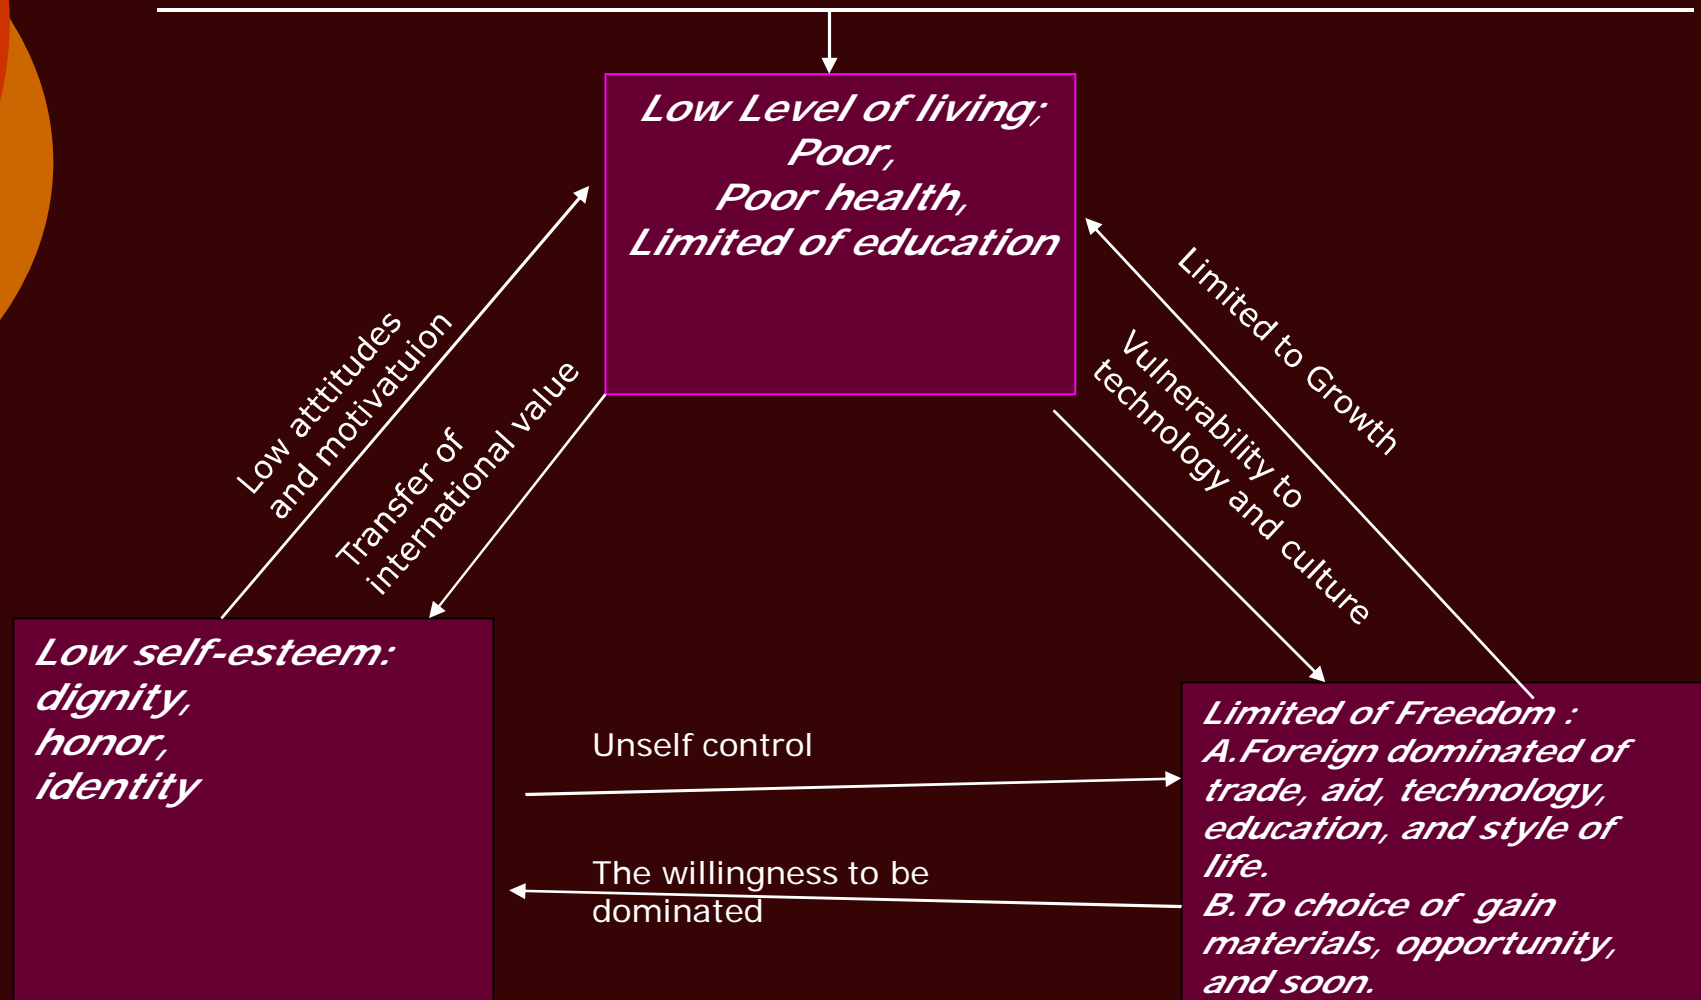 Low Level of living;
Poor,
Poor health,
Limited of education
Low atttitudes
and motivatuion
Transfer of
international value
Limited to Growth
Vulnerability to
technology and culture
Low self-esteem:
dignity,
honor,
identity
Unself control
The willingness to be
dominated
Limited of Freedom :
A.Foreign dominated of
trade, aid, technology,
education, and style of
life.
B.To choice of  gain
materials, opportunity,
and soon.